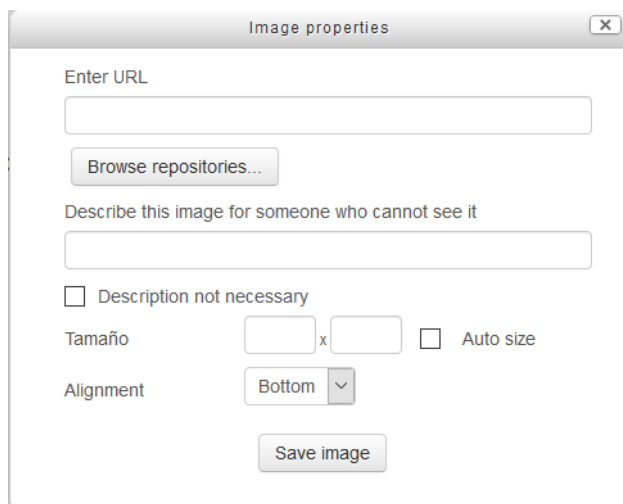 Image properties
Enter URL
Browse repositories...
Describe this image for someone who cannot see it
Description not necessary
Tamaño x Auto size
Alignment Bottom
Save image